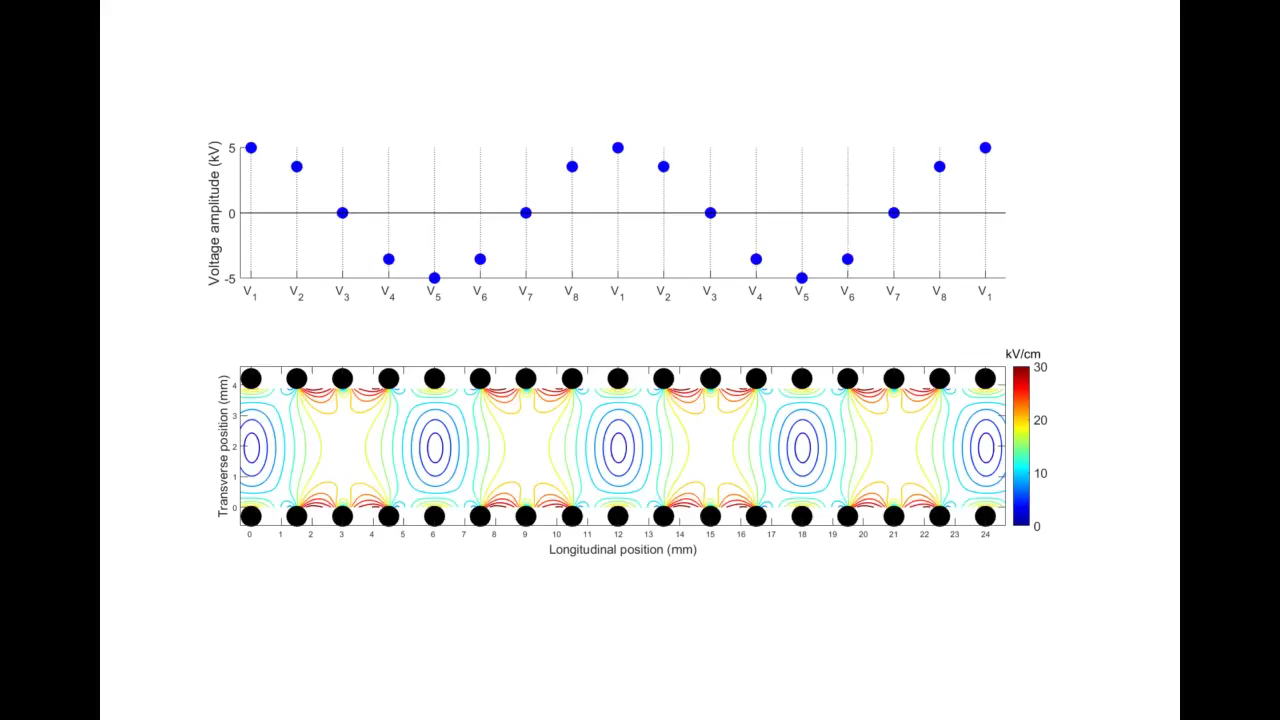 Voltage amplitude (kV)
5
0
-5
V1 V2 V3 V4 V5 V6 V7 V8 V1 V2 V3 V4 V5 V6 V7 V8 V1
kV/cm
30
20
10
0
Transverse position (mm)
4
3
2
1
0
0 1 2 3 4 5 6 7 8 9 10 11 12 13 14 15 16 17 18 19 20 21 22 23 24
Longitudinal position (mm)